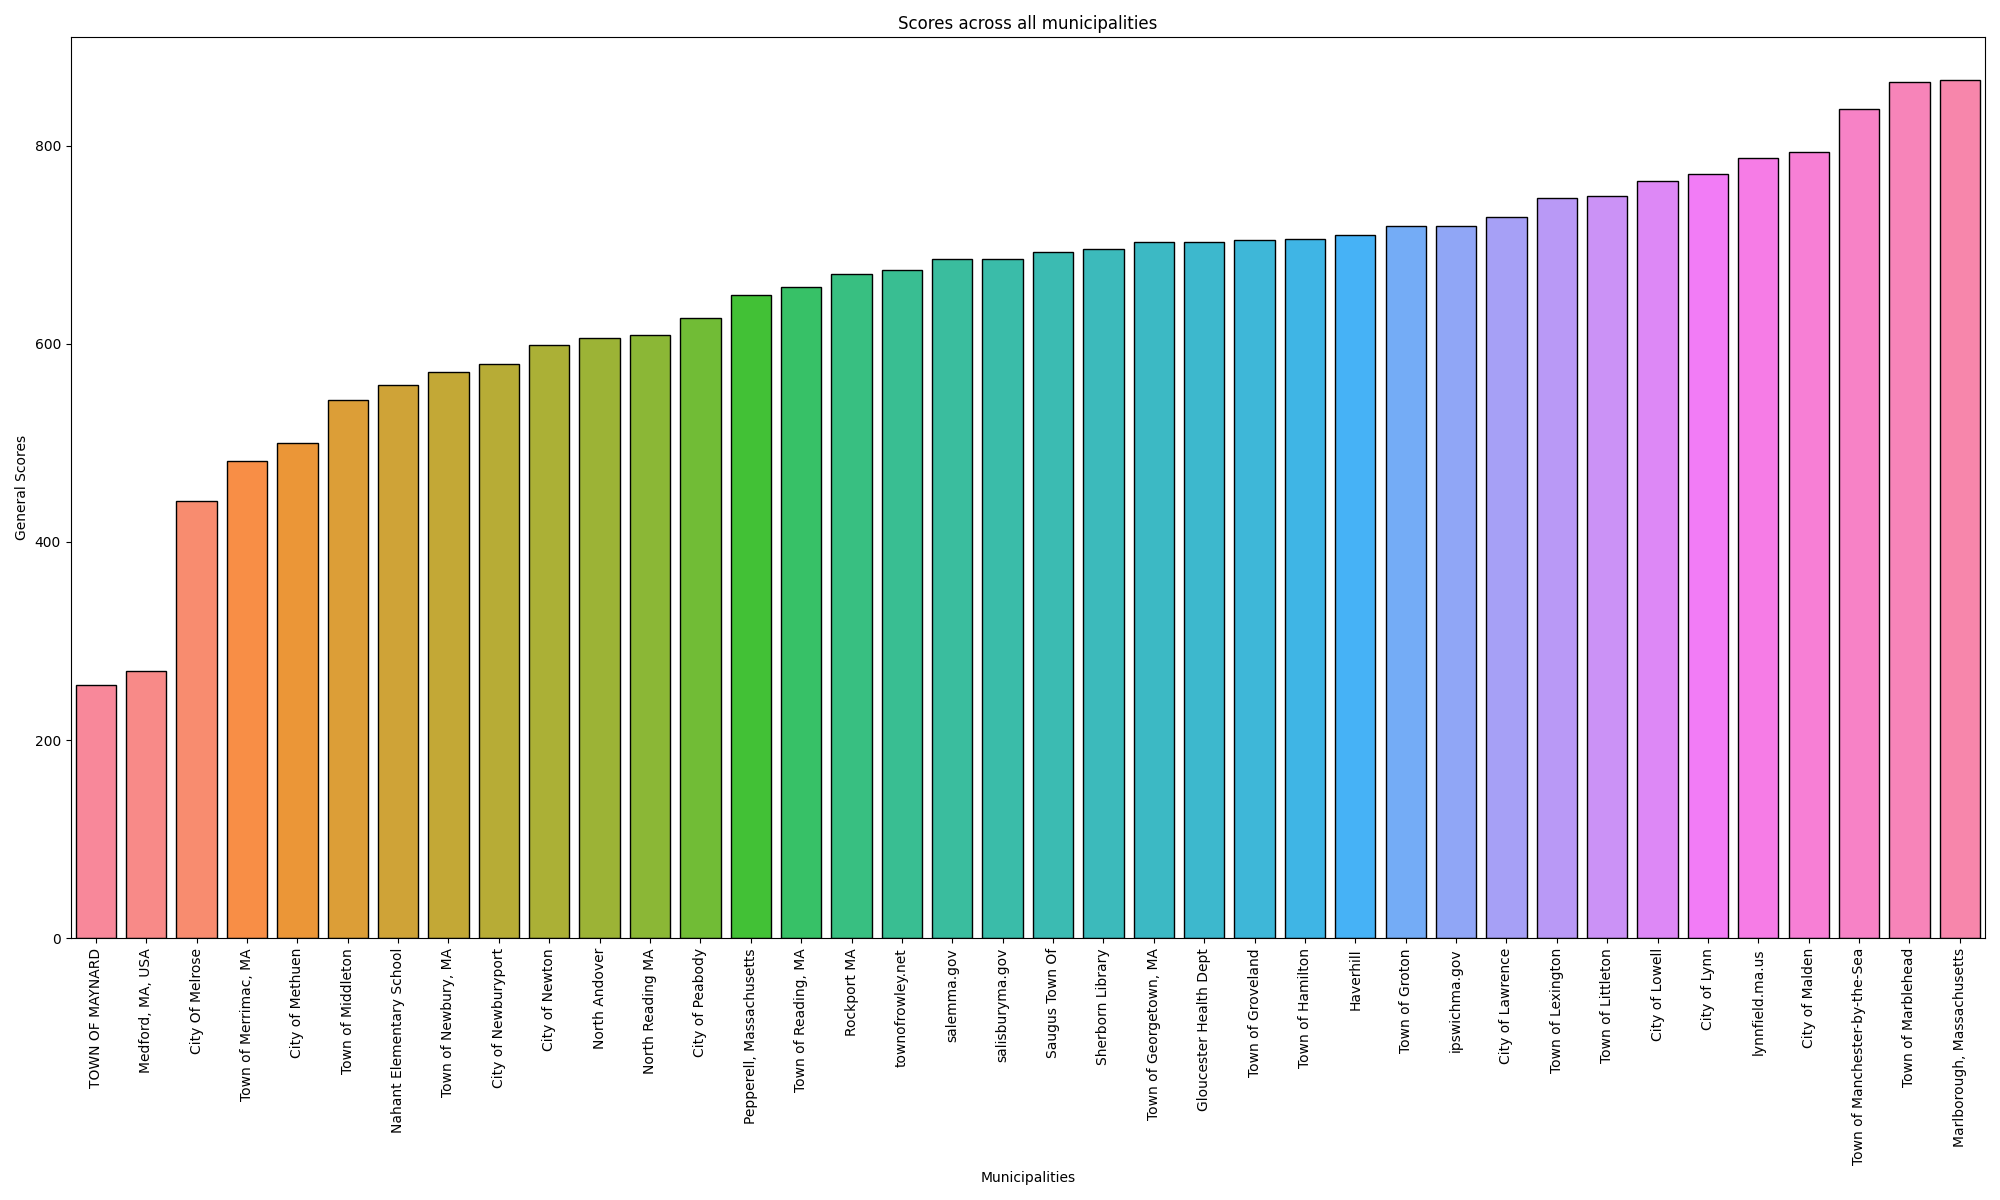 Scores across all municipalities
General Scores
800
600
400
200
0
TOWN OF MAYNARD
Medford, MA, USA
City Of Melrose
Town of Merrimac, MA
City of Methuen
Town of Middleton
Nahant Elementary School
Town of Newbury, MA
City of Newburyport
City of Newton
North Andover
North Reading MA
City of Peabody
Pepperell, Massachusetts
Town of Reading, MA
Rockport MA
townofrowley.net
salemma.gov
salisburyma.gov
Saugus Town Of
Sherborn Library
Town of Georgetown, MA
Gloucester Health Dept
Town of Groveland
Town of Hamilton
Haverhill
Town of Groton
ipswichma.gov
City of Lawrence
Town of Lexington
Town of Littleton
City of Lowell
City of Lynn
lynnfield.ma.us
City of Malden
Town of Manchester-by-the-Sea
Town of Marblehead
Marlborough, Massachusetts
Municipalities